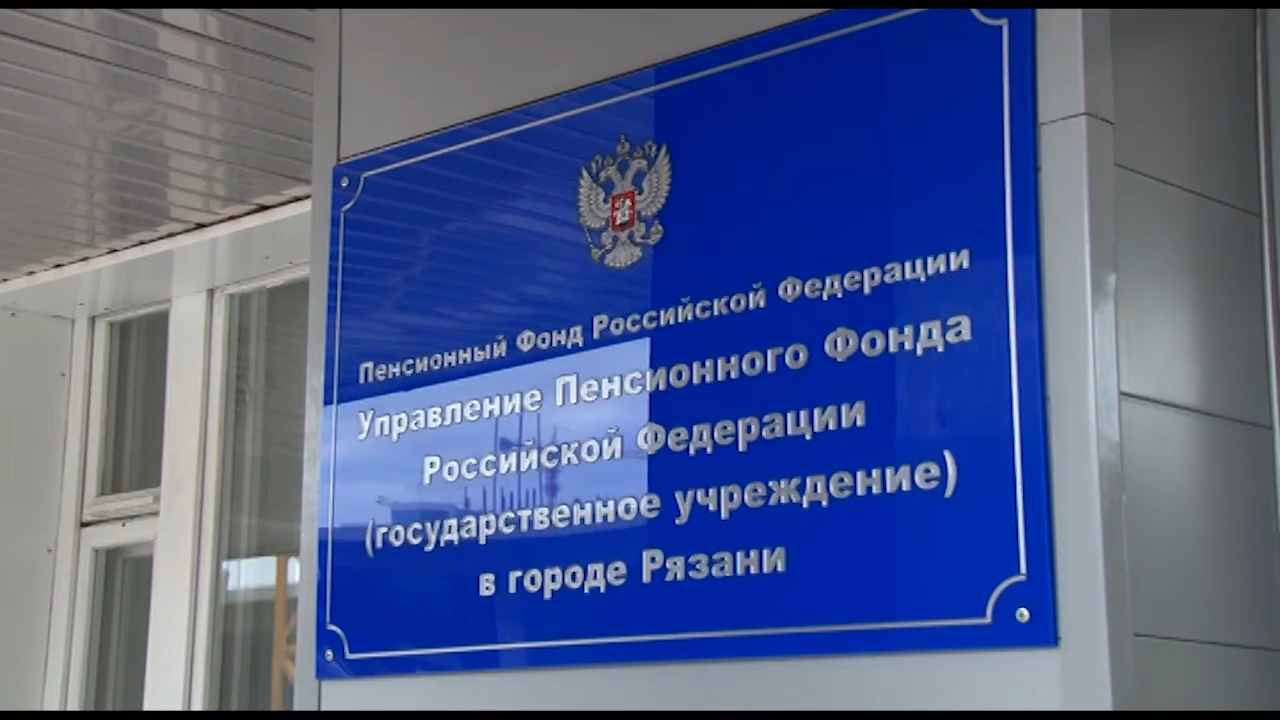 Пенсионный Фонд Российской Федерации
Управление Пенсионного Фонда
Российской Федерации
(государственное учреждение)
в городе Рязани